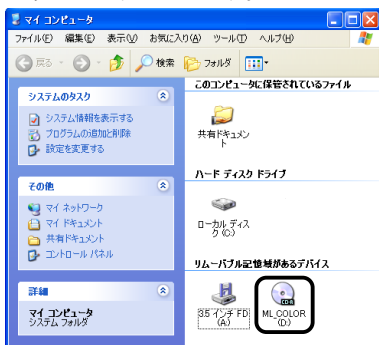 マイ コンピュータ
ファイル(F) 編集(E) 表示(V) お気に入り(A) ツール(T) ヘルプ(H)
戻る 検索 フォルダ
システムのタスク
システム情報を表示する
プログラムの追加と削除
設定を変更する
その他
マイ ネットワーク
マイ ドキュメント
共有ドキュメント
コントロール パネル
詳細
マイ コンピュータ
システム フォルダ
このコンピュータに保管されているファイル
共有ドキュメン
ト
ハード ディスク ドライブ
ローカル ディス
ク (C:)
リムーバブル記憶域があるデバイス
3.5 インチ FD
(A:)
CD-R
ML_COLOR
(D:)